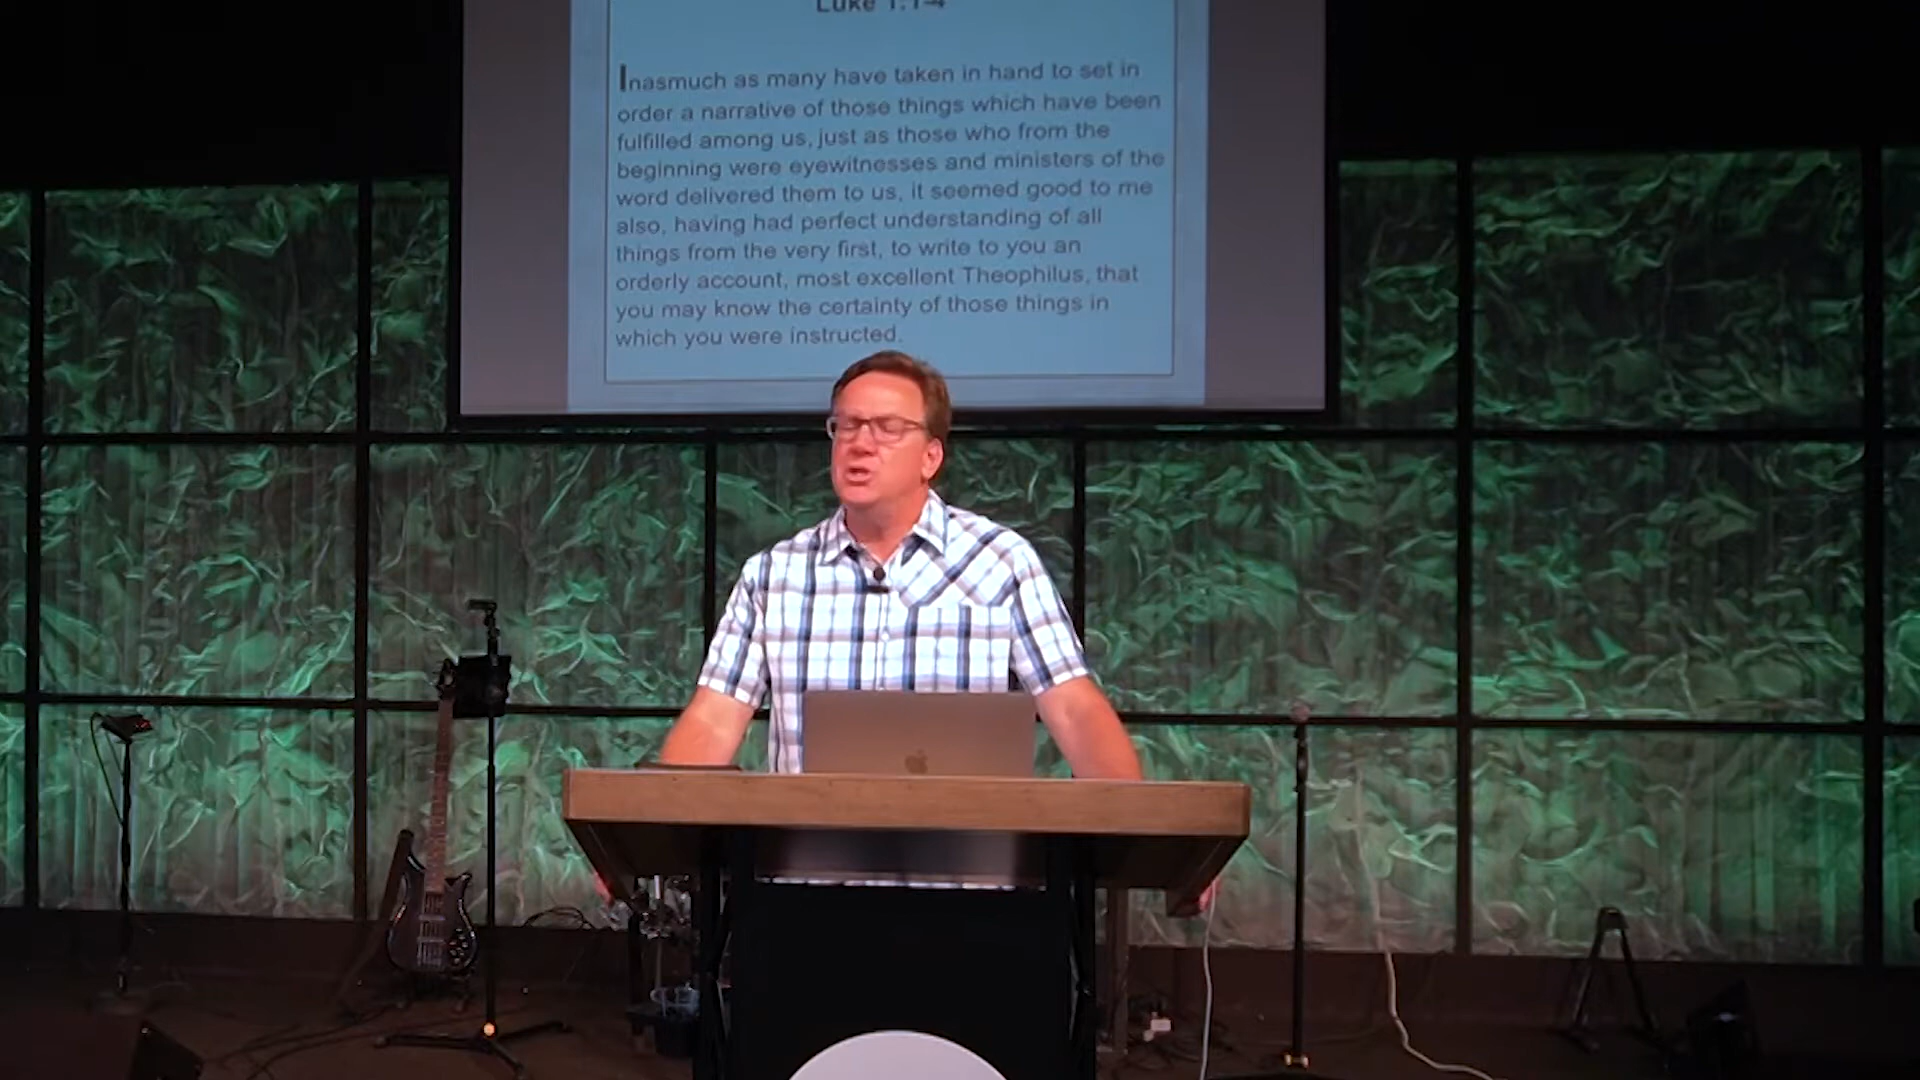 Luke 1:1-4
Inasmuch as many have taken in hand to set in
order a narrative of those things which have been
fulfilled among us, just as those who from the
beginning were eyewitnesses and ministers of the
word delivered them to us, it seemed good to me
also, having had perfect understanding of all
things from the very first, to write to you an
orderly account, most excellent Theophilus, that
you may know the certainty of those things in
which you were instructed.